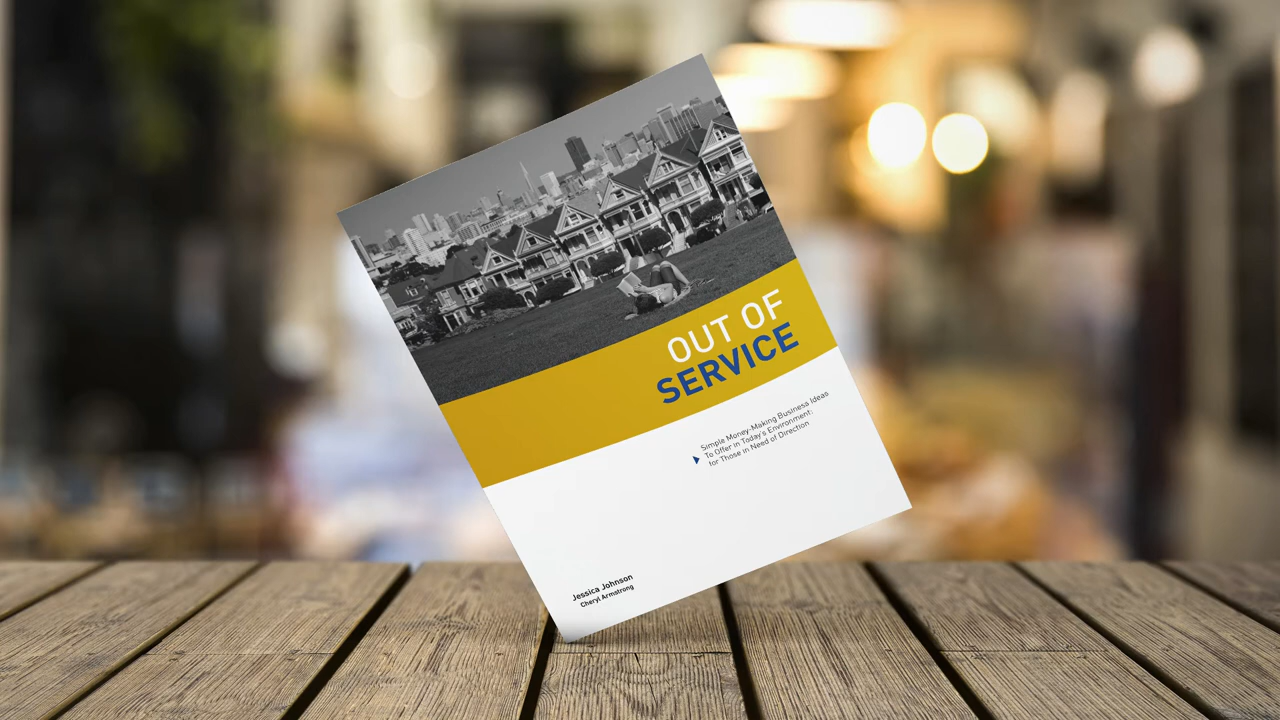 OUT OF
SERVICE
Simple Money-Making Business Ideas
To Offer in Today's Environment:
for Those in Need of Direction
Jessica Johnson
Cheryl Armstrong